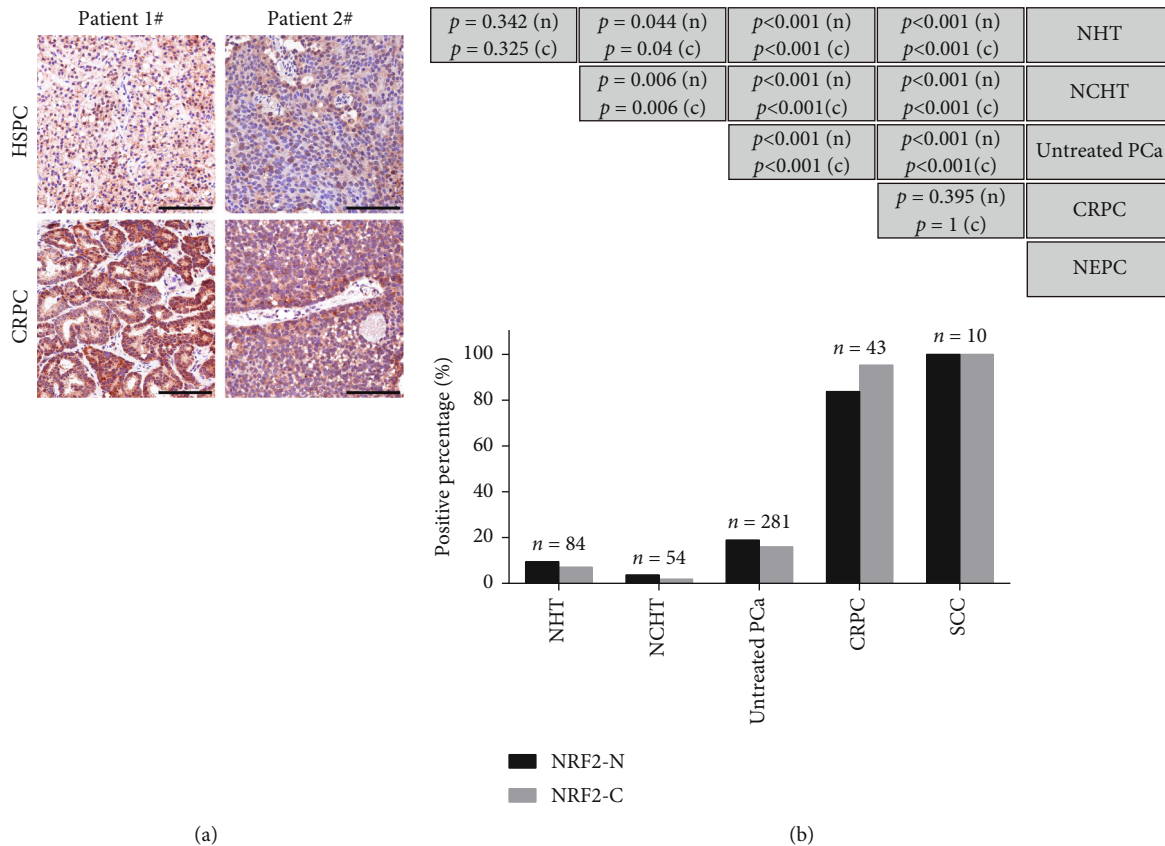 Patient 1#
Patient 2#
HSPC
CRPC
(a)
p = 0.342 (n)
p = 0.325 (c)
p = 0.044 (n)
p = 0.04 (c)
p<0.001 (n)
p<0.001 (c)
p<0.001 (n)
p<0.001 (c)
NHT
p = 0.006 (n)
p = 0.006 (c)
p<0.001 (n)
p<0.001(c)
p<0.001 (n)
p<0.001 (c)
NCHT
p<0.001 (n)
p<0.001 (c)
p<0.001 (n)
p<0.001(c)
Untreated PCa
p = 0.395 (n)
p = 1 (c)
CRPC
NEPC
Positive percentage (%)
100
80
60
40
20
0
n = 84
n = 54
n = 281
n = 43
n = 10
NHT
NCHT
Untreated PCa
CRPC
SCC
NRF2-N
NRF2-C
(b)